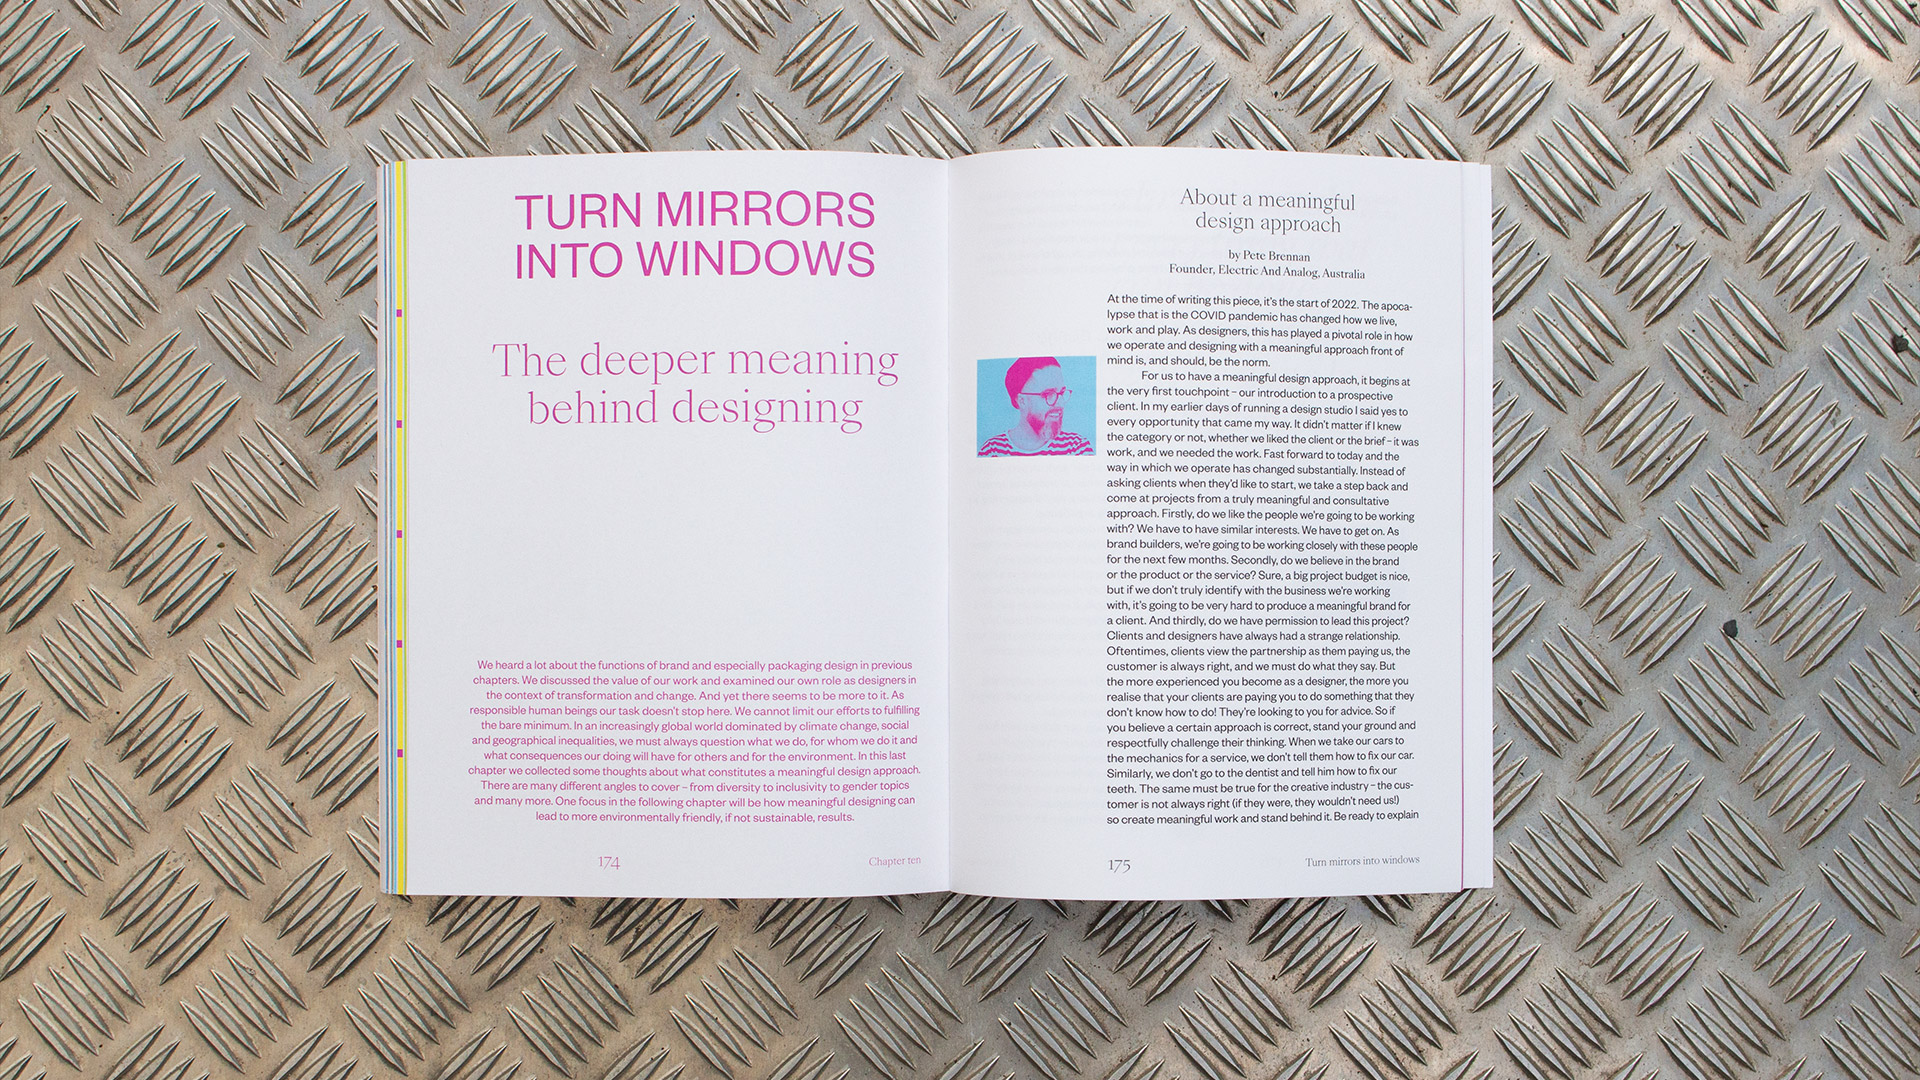 TURN MIRRORS
INTO WINDOWS
The deeper meaning
behind designing
We heard a lot about the functions of brand and especially packaging design in previous
chapters. We discussed the value of our work and examined our own role as designers in
the context of transformation and change. And yet there seems to be more to it. As
responsible human beings our task doesn't stop here. We cannot limit our efforts to fulfilling
the bare minimum. In an increasingly global world dominated by climate change, social
and geographical inequalities, we must always question what we do, for whom we do it and
what consequences our doing will have for others and for the environment. In this last
chapter we collected some thoughts about what constitutes a meaningful design approach.
There are many different angles to cover – from diversity to inclusivity to gender topics
and many more. One focus in the following chapter will be how meaningful designing can
lead to more environmentally friendly, if not sustainable, results.
174
Chapter ten
About a meaningful
design approach
by Pete Brennan
Founder, Electric And Analog, Australia
At the time of writing this piece, it's the start of 2022. The apoca-
lypse that is the COVID pandemic has changed how we live,
work and play. As designers, this has played a pivotal role in how
we operate and designing with a meaningful approach front of
mind is, and should, be the norm.
For us to have a meaningful design approach, it begins at
the very first touchpoint – our introduction to a prospective
client. In my earlier days of running a design studio I said yes to
every opportunity that came my way. It didn't matter if I knew
the category or not, whether we liked the client or the brief – it was
work, and we needed the work. Fast forward to today and the
way in which we operate has changed substantially. Instead of
asking clients when they'd like to start, we take a step back and
come at projects from a truly meaningful and consultative
approach. Firstly, do we like the people we're going to be working
with? We have to have similar interests. We have to get on. As
brand builders, we're going to be working closely with these people
for the next few months. Secondly, do we believe in the brand
or the product or the service? Sure, a big project budget is nice,
but if we don't truly identify with the business we're working
with, it's going to be very hard to produce a meaningful brand for
a client. And thirdly, do we have permission to lead this project?
Clients and designers have always had a strange relationship.
Oftentimes, clients view the partnership as them paying us, the
customer is always right, and we must do what they say. But
the more experienced you become as a designer, the more you
realise that your clients are paying you to do something that they
don't know how to do! They're looking to you for advice. So if
you believe a certain approach is correct, stand your ground and
respectfully challenge their thinking. When we take our cars to
the mechanics for a service, we don't tell them how to fix our car.
Similarly, we don't go to the dentist and tell him how to fix our
teeth. The same must be true for the creative industry – the cus-
tomer is not always right (if they were, they wouldn't need us!)
so create meaningful work and stand behind it. Be ready to explain
175
Turn mirrors into windows